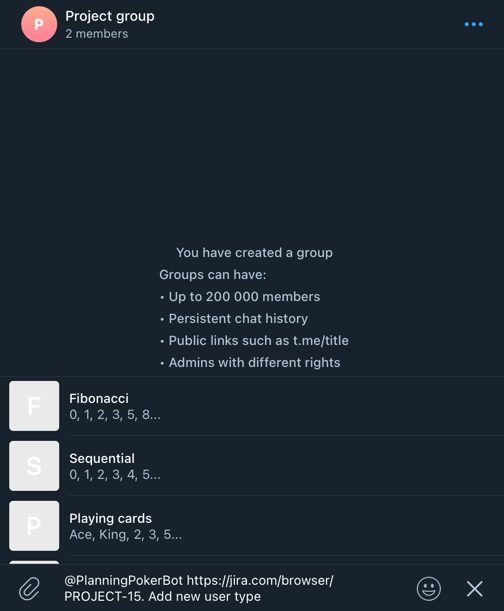 P
Project group
2 members
You have created a group
Groups can have:
• Up to 200 000 members
• Persistent chat history
• Public links such as t.me/title
• Admins with different rights
F
Fibonacci
0, 1, 2, 3, 5, 8...
S
Sequential
0, 1, 2, 3, 4, 5...
P
Playing cards
Ace, King, 2, 3, 5...
@PlanningPokerBot https://jira.com/browser/
PROJECT-15. Add new user type